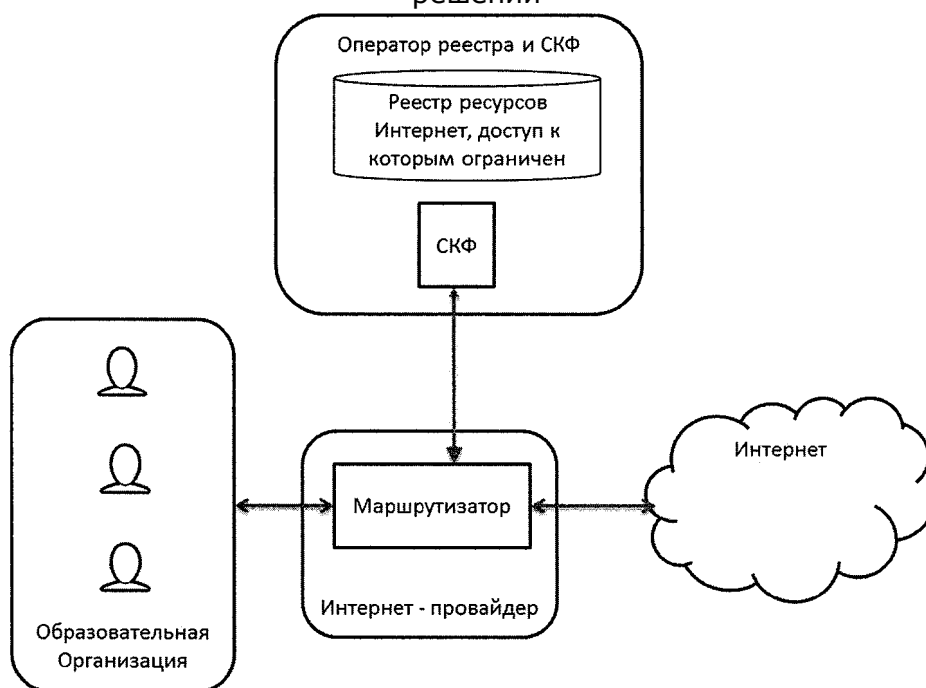 решений
Оператор реестра и СКФ
Реестр ресурсов
Интернет, доступ к
которым ограничен
СКФ
Интернет
Маршрутизатор
Интернет - провайдер
Образовательная
Организация